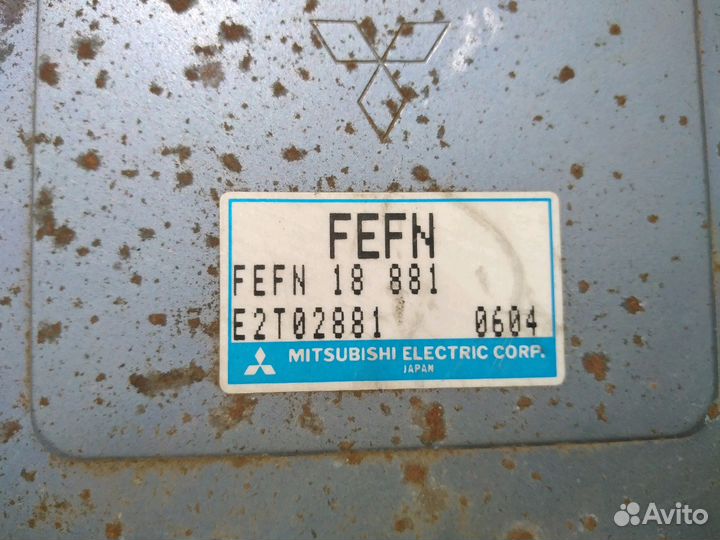 FEFN
FEFN 18 881
E2T02881 0604
MITSUBISHI ELECTRIC CORP.
JAPAN
Avito